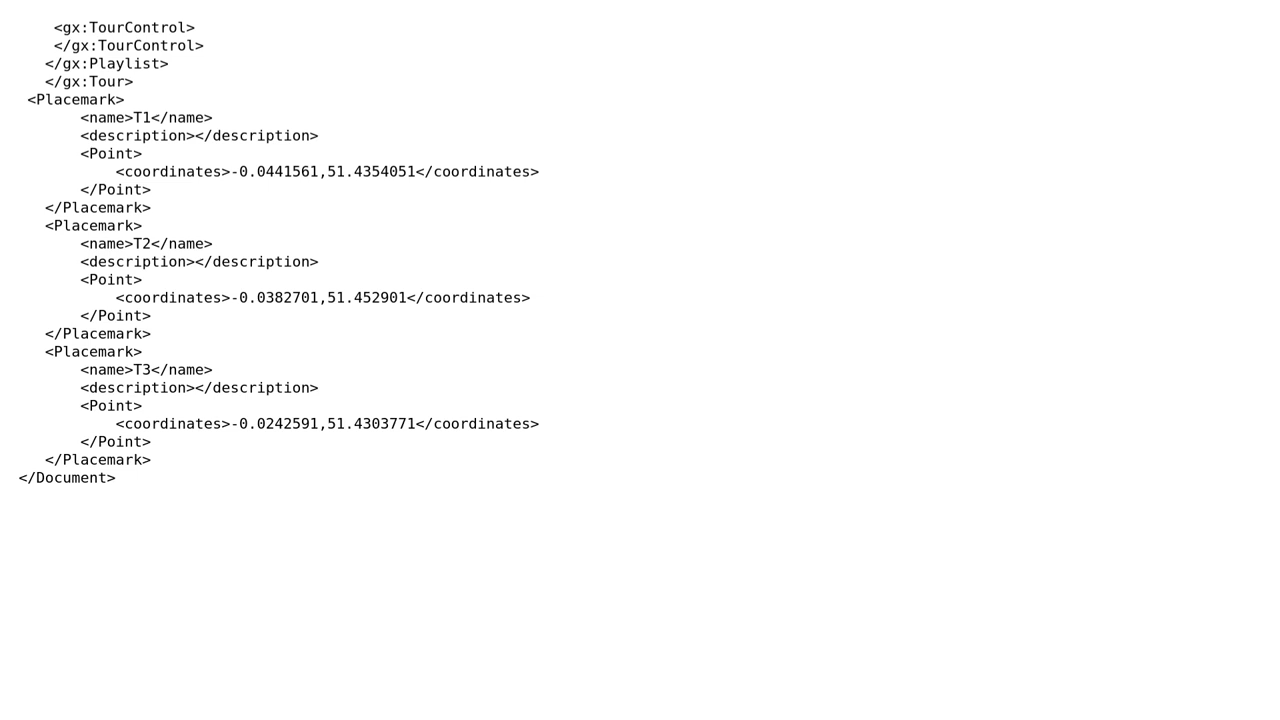 <gx:TourControl>
    </gx:TourControl>
   </gx:Playlist>
   </gx:Tour>
 <Placemark>
       <name>T1</name>
       <description></description>
       <Point>
           <coordinates>-0.0441561,51.4354051</coordinates>
       </Point>
   </Placemark>
   <Placemark>
       <name>T2</name>
       <description></description>
       <Point>
           <coordinates>-0.0382701,51.452901</coordinates>
       </Point>
   </Placemark>
   <Placemark>
       <name>T3</name>
       <description></description>
       <Point>
           <coordinates>-0.0242591,51.4303771</coordinates>
       </Point>
   </Placemark>
</Document>